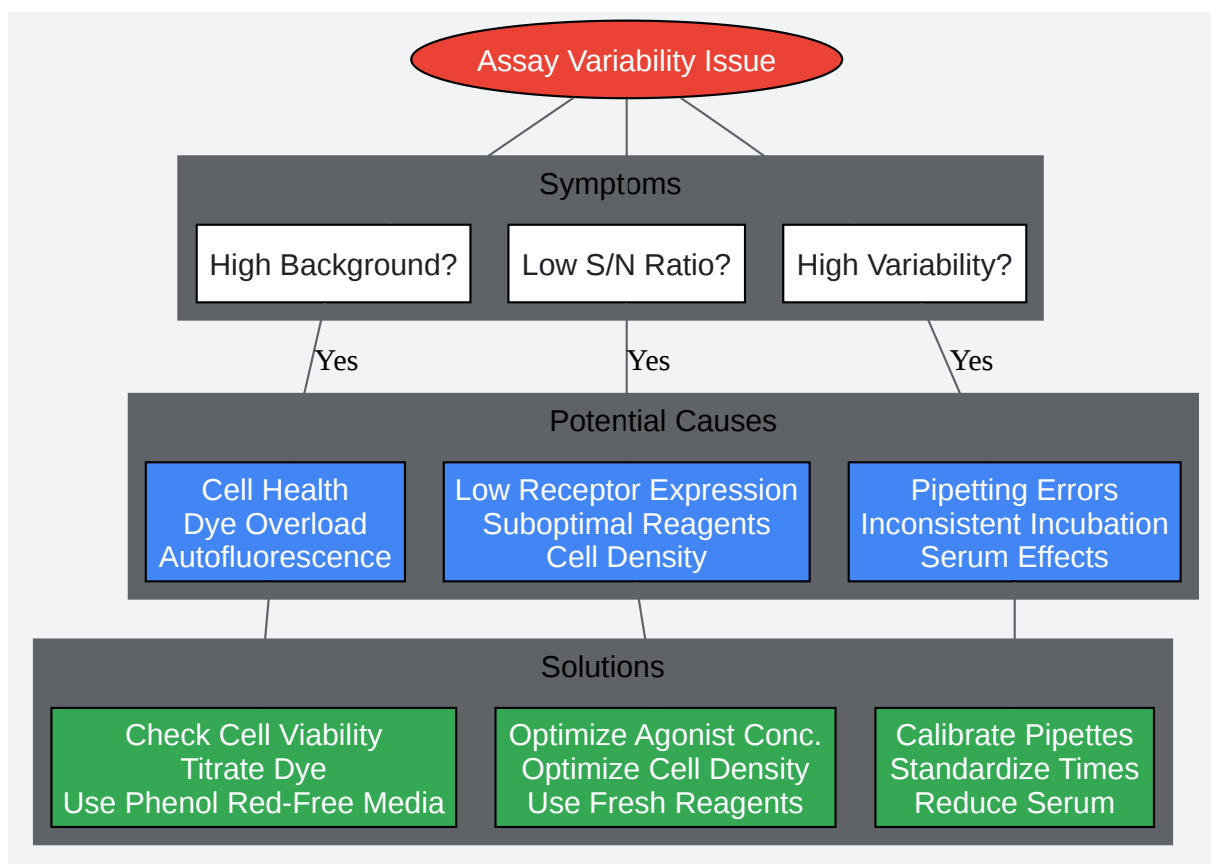 Assay Variability Issue
Symptoms
High Background?
Low S/N Ratio?
High Variability?
Yes
Yes
Yes
Potential Causes
Cell Health
Dye Overload
Autofluorescence
Low Receptor Expression
Suboptimal Reagents
Cell Density
Pipetting Errors
Inconsistent Incubation
Serum Effects
Solutions
Check Cell Viability
Titrate Dye
Use Phenol Red-Free Media
Optimize Agonist Conc.
Optimize Cell Density
Use Fresh Reagents
Calibrate Pipettes
Standardize Times
Reduce Serum